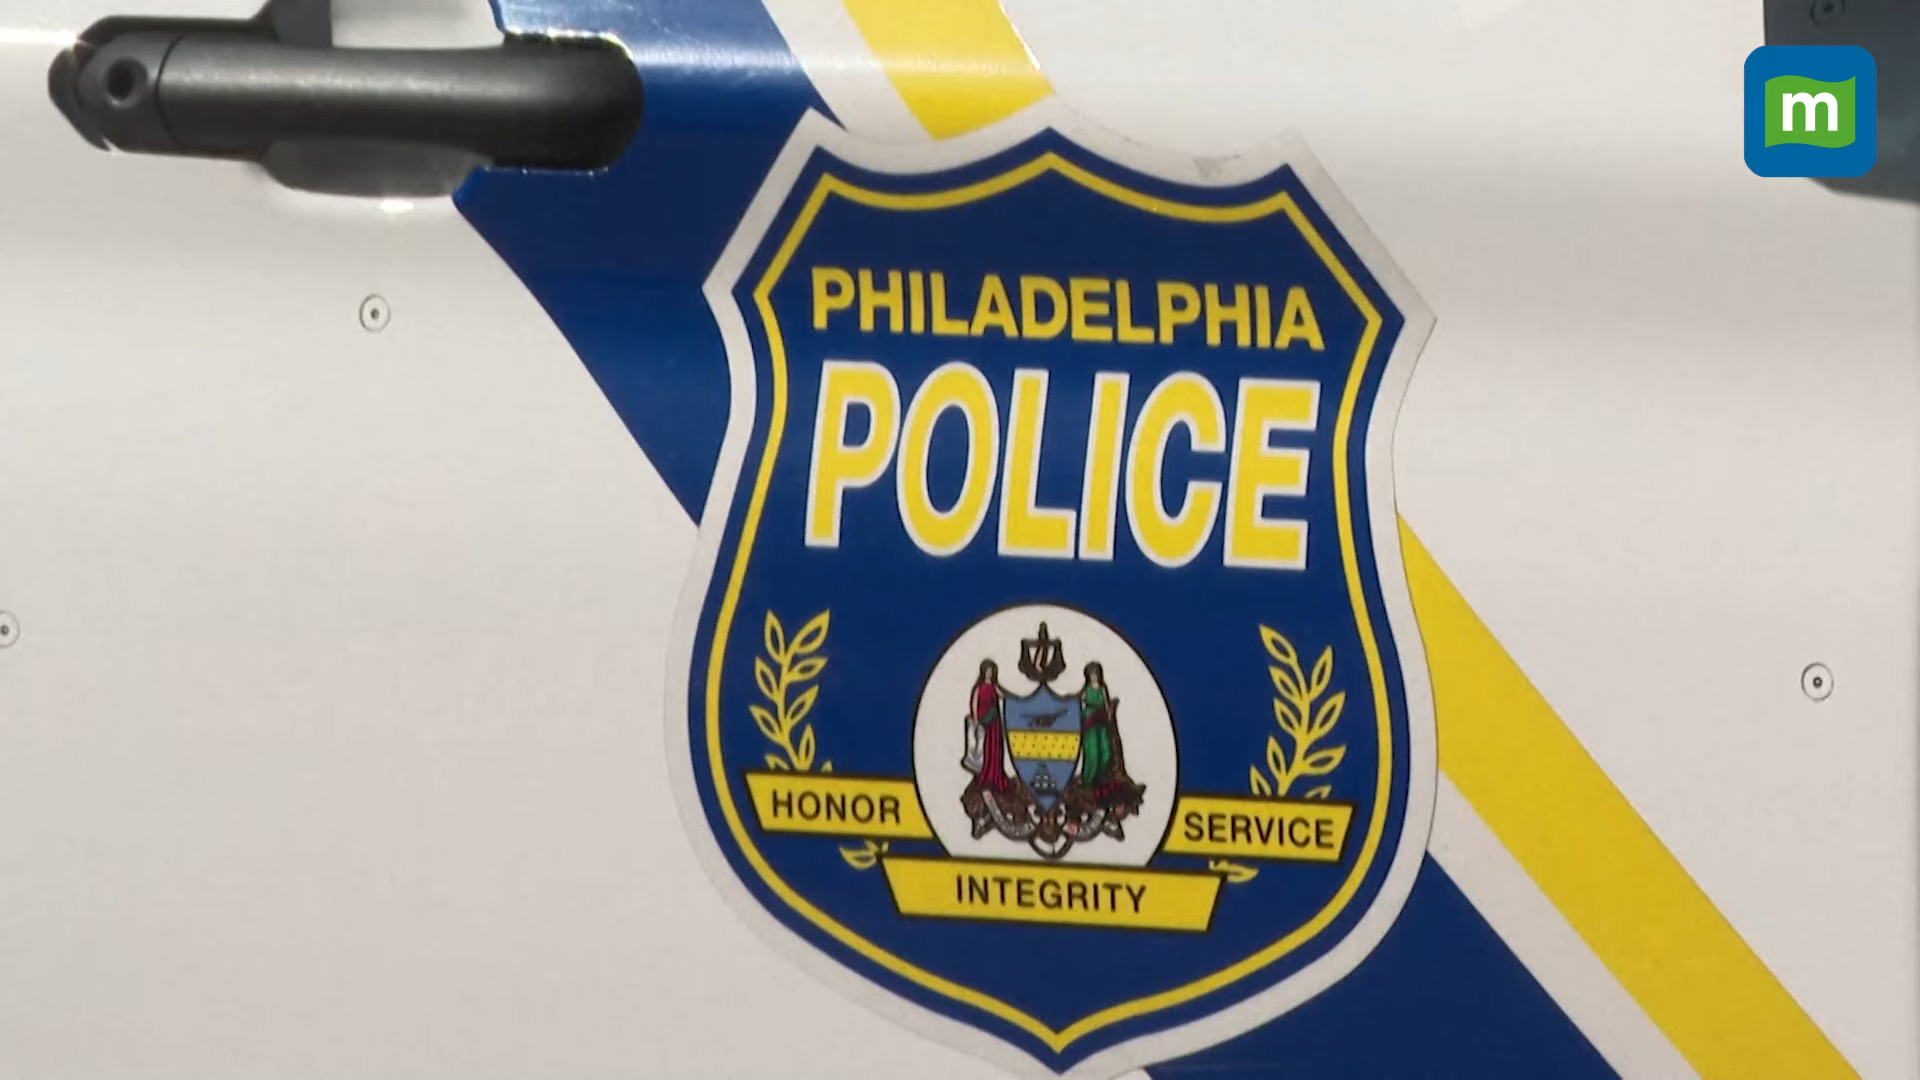 m
PHILADELPHIA
POLICE
HONOR
SERVICE
INTEGRITY